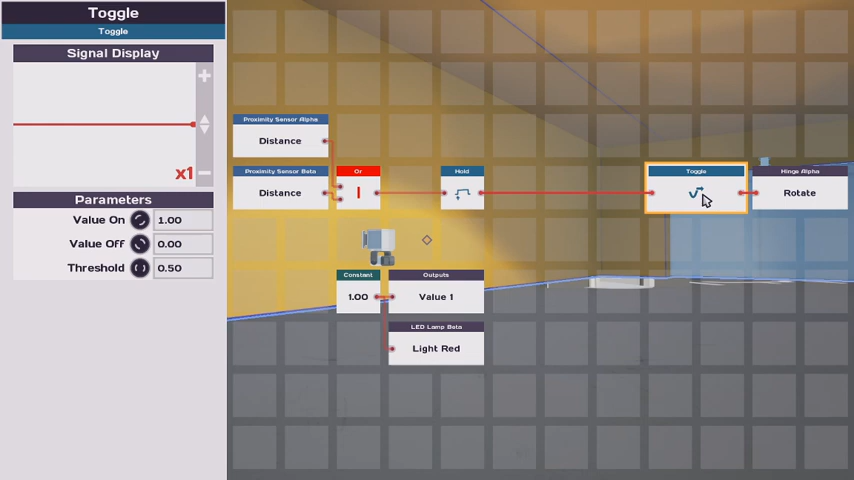 Toggle
Toggle
Signal Display
x1
Parameters
Value On 1.00
Value Off 0.00
Threshold 0.50
Proximity Sensor Alpha
Distance
Proximity Sensor Beta
Distance
Or
Hold
Toggle
Hinge Alpha
Rotate
Constant
1.00
Outputs
Value 1
LED Lamp Beta
Light Red